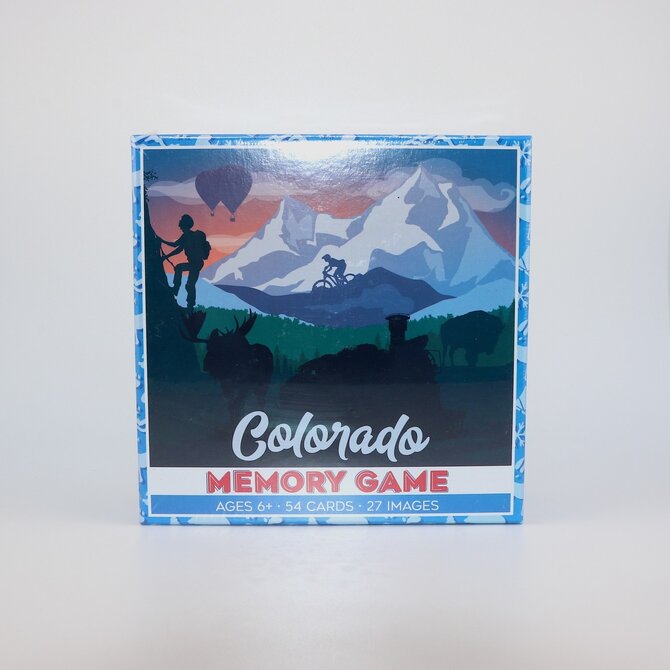 Colorado
MEMORY GAME
AGES 6+ · 54 CARDS · 27 IMAGES